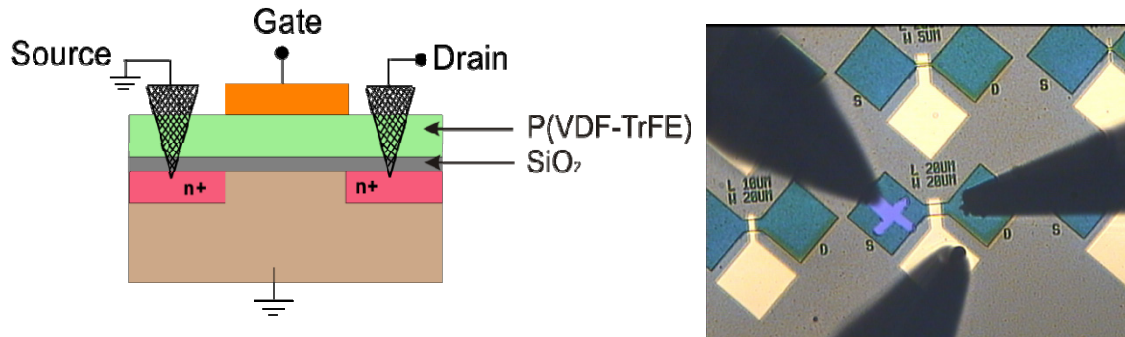 Gate
Source
Drain
P(VDF-TrFE)
SiO₂
n+
n+
W 5UM
S
D
S
L 10UM
W 20UM
L 20UM
W 20UM
D
S
D